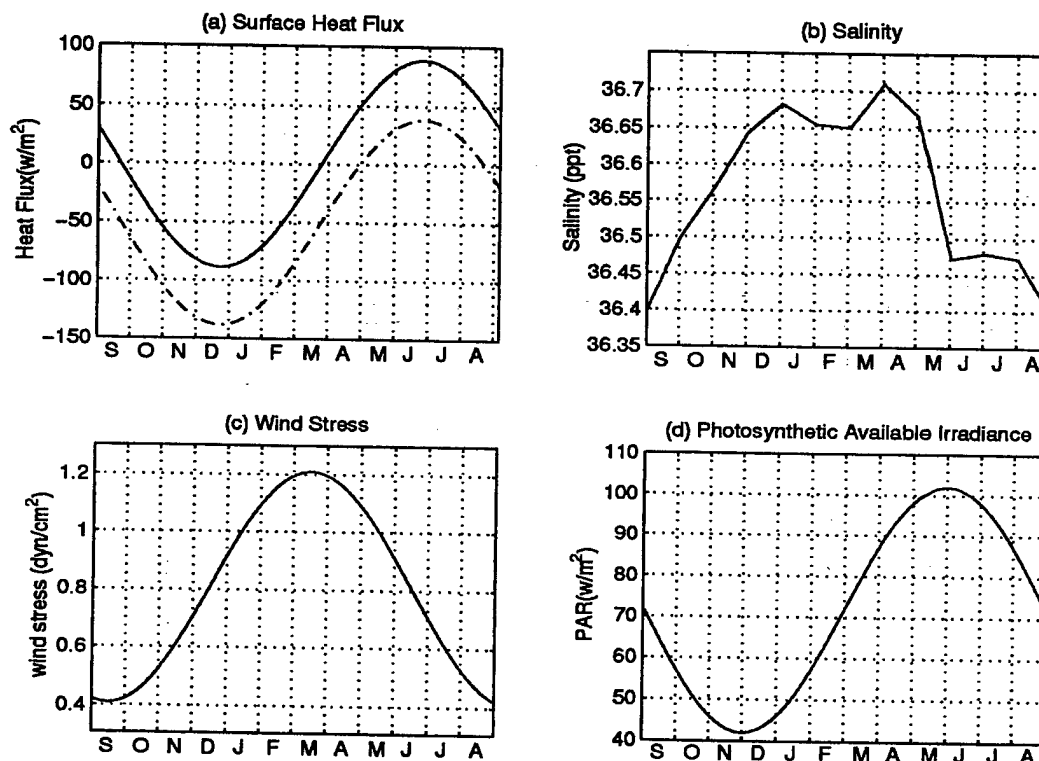 (a) Surface Heat Flux
100
50
0
−50
−100
−150
Heat Flux(w/m²)
S O N D J F M A M J J A
(b) Salinity
36.7
36.65
36.6
36.55
36.5
36.45
36.4
36.35
Salinity (ppt)
S O N D J F M A M J J A
(c) Wind Stress
1.2
1
0.8
0.6
0.4
wind stress (dyn/cm²)
S O N D J F M A M J J A
(d) Photosynthetic Available Irradiance
110
100
90
80
70
60
50
40
PAR(w/m²)
S O N D J F M A M J J A